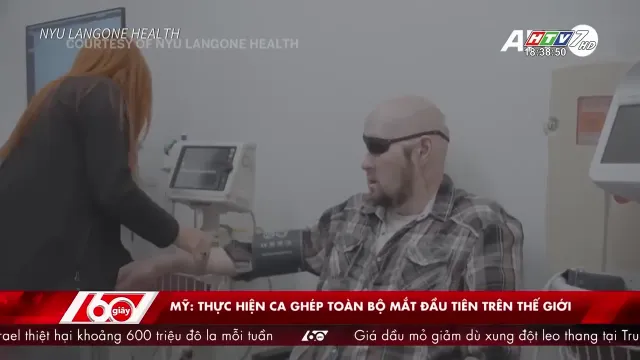 NYU LANGONE HEALTH
COURTESY OF NYU LANGONE HEALTH
HTV7 HD
18:38:50
60 giây
MỸ: THỰC HIỆN CA GHÉP TOÀN BỘ MẮT ĐẦU TIÊN TRÊN THẾ GIỚI
rael thiệt hại khoảng 600 triệu đô la mỗi tuần
60
Giá dầu mỏ giảm dù xung đột leo thang tại Tru